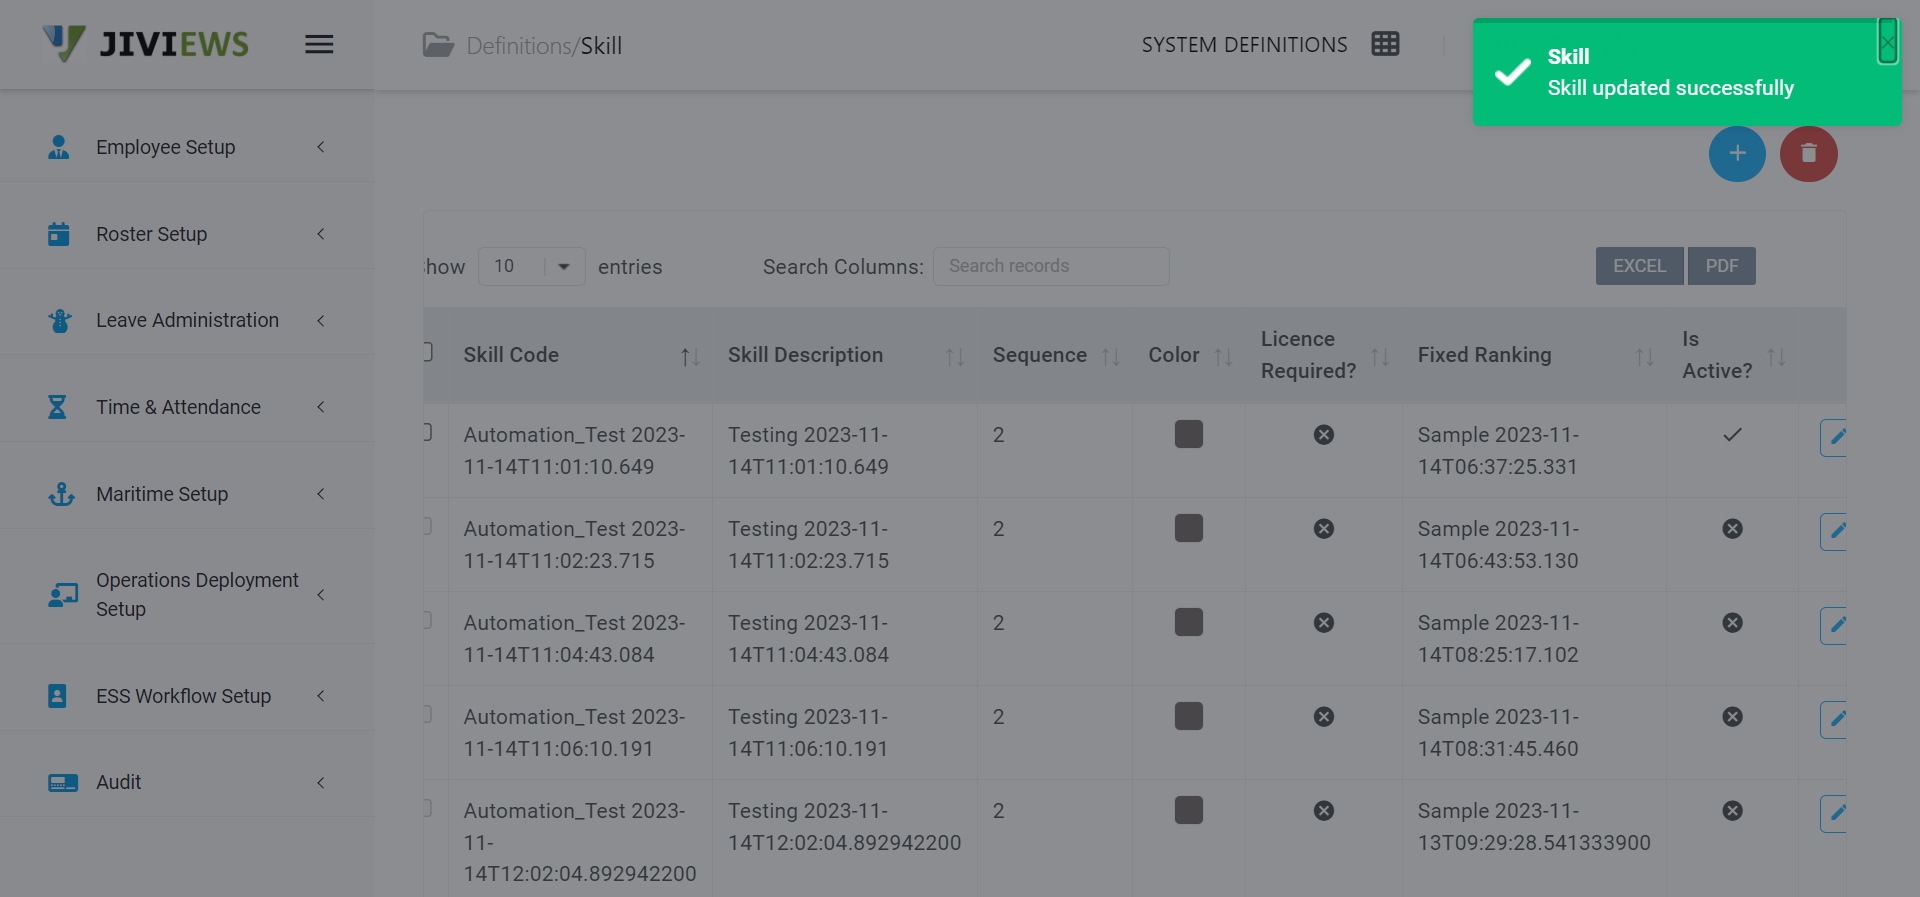 JIVIEWS
Definitions/Skill
SYSTEM DEFINITIONS
Skill
Skill updated successfully
Employee Setup
Roster Setup
Leave Administration
Time & Attendance
Maritime Setup
Operations Deployment
Setup
ESS Workflow Setup
Audit
how 10 entries
Search Columns: Search records
EXCEL PDF
Skill Code Skill Description Sequence Color Licence Required? Fixed Ranking Is Active?
Automation_Test 2023- Testing 2023-11- 2 Sample 2023-11-
11-14T11:01:10.649 14T11:01:10.649 14T06:37:25.331
Automation_Test 2023- Testing 2023-11- 2 Sample 2023-11-
11-14T11:02:23.715 14T11:02:23.715 14T06:43:53.130
Automation_Test 2023- Testing 2023-11- 2 Sample 2023-11-
11-14T11:04:43.084 14T11:04:43.084 14T08:25:17.102
Automation_Test 2023- Testing 2023-11- 2 Sample 2023-11-
11-14T11:06:10.191 14T11:06:10.191 14T08:31:45.460
Automation_Test 2023- Testing 2023-11- 2 Sample 2023-11-
11- 14T12:02:04.892942200 13T09:29:28.541333900
14T12:02:04.892942200